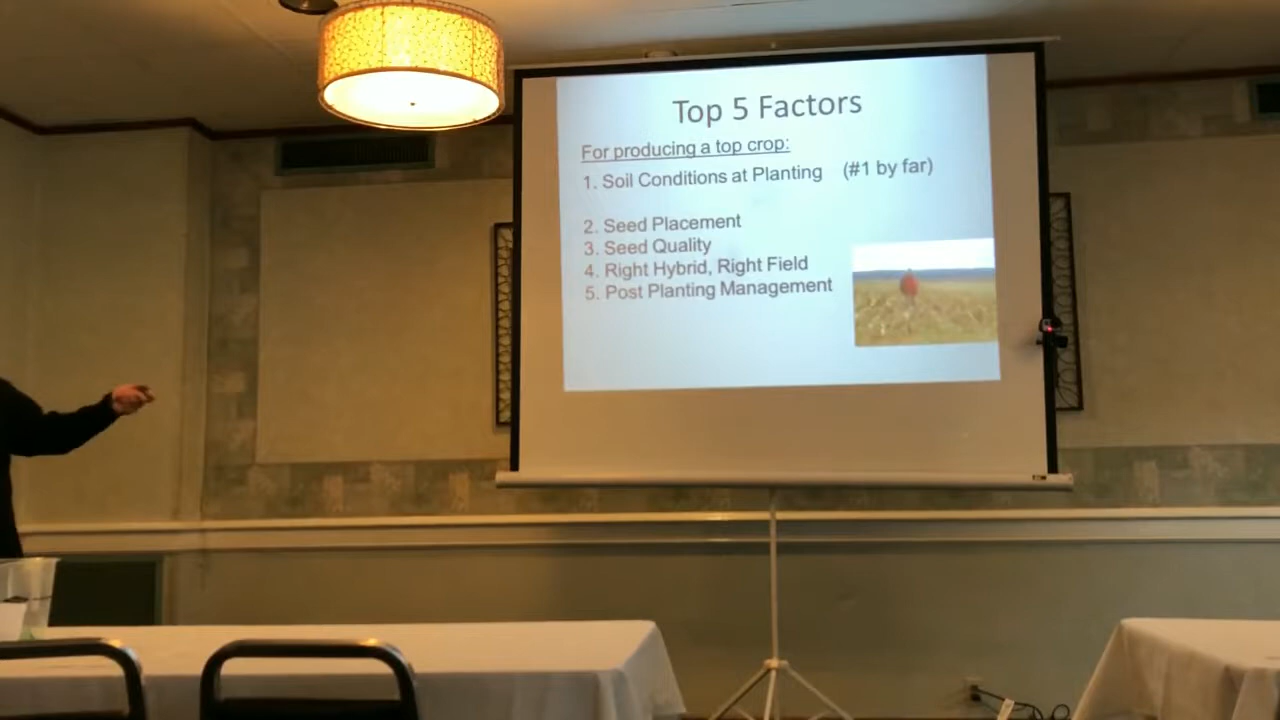 Top 5 Factors
For producing a top crop:
1. Soil Conditions at Planting (#1 by far)
2. Seed Placement
3. Seed Quality
4. Right Hybrid, Right Field
5. Post Planting Management